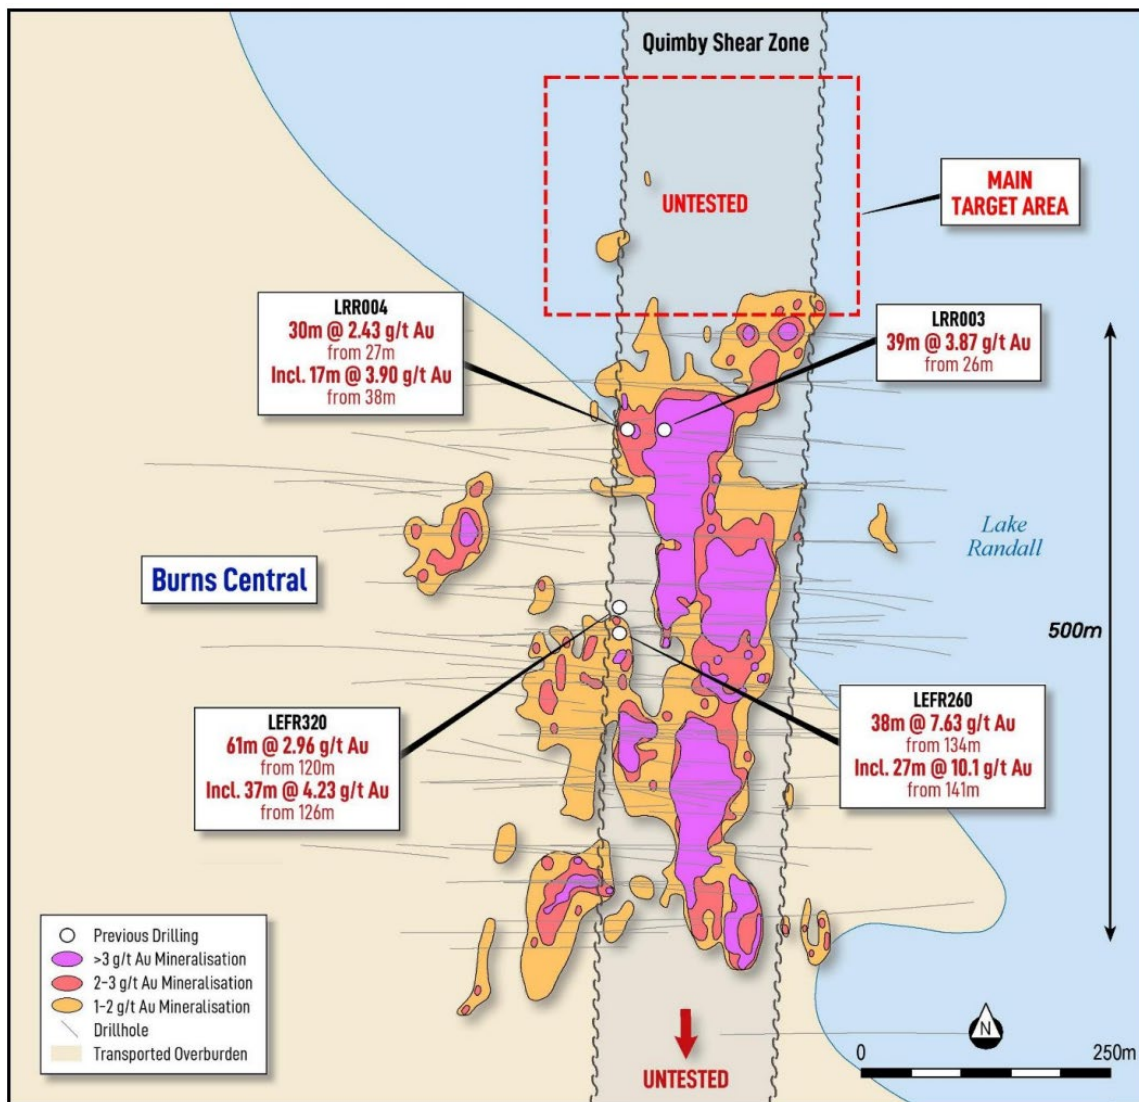 Quimby Shear Zone
UNTESTED
MAIN
TARGET AREA
LRR004
30m @ 2.43 g/t Au
from 27m
Incl. 17m @ 3.90 g/t Au
from 38m
LRR003
39m @ 3.87 g/t Au
from 26m
Lake
Randall
Burns Central
500m
LEFR320
61m @ 2.96 g/t Au
from 120m
Incl. 37m @ 4.23 g/t Au
from 126m
LEFR260
38m @ 7.63 g/t Au
from 134m
Incl. 27m @ 10.1 g/t Au
from 141m
Previous Drilling
>3 g/t Au Mineralisation
2-3 g/t Au Mineralisation
1-2 g/t Au Mineralisation
Drillhole
Transported Overburden
UNTESTED
N
0 250m